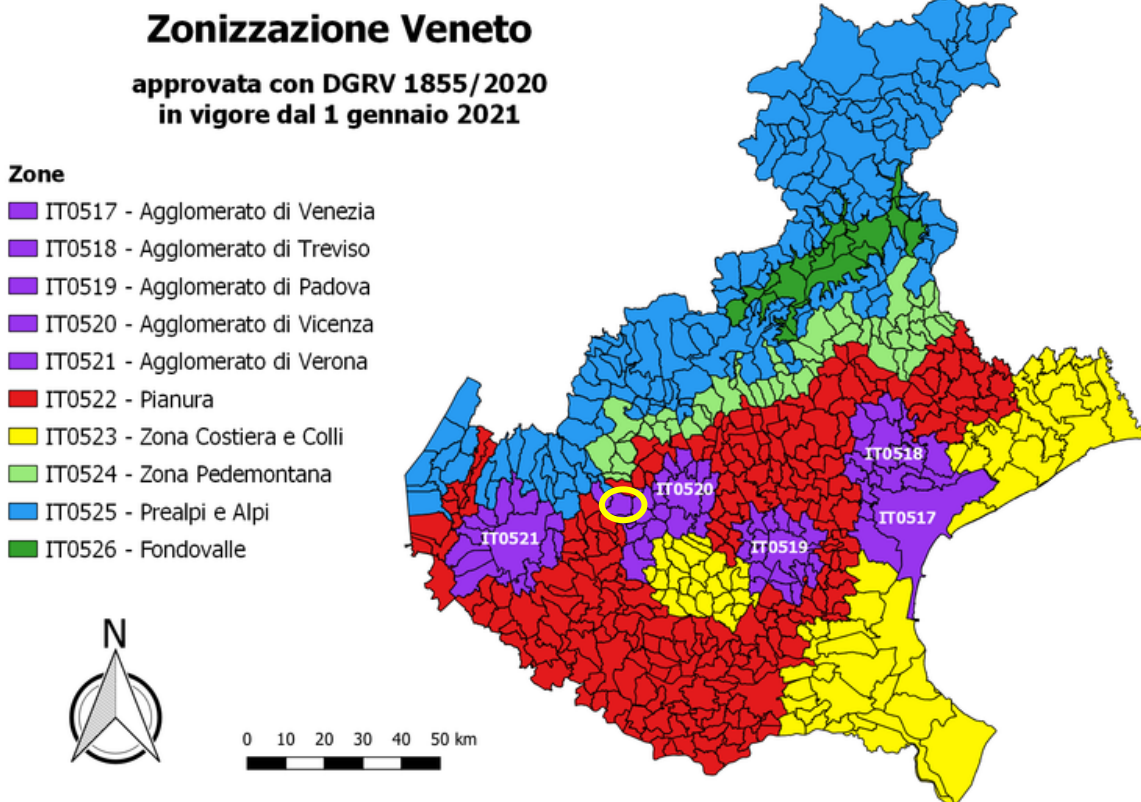 Zonizzazione Veneto
approvata con DGRV 1855/2020
in vigore dal 1 gennaio 2021
Zone
IT0517 - Agglomerato di Venezia
IT0518 - Agglomerato di Treviso
IT0519 - Agglomerato di Padova
IT0520 - Agglomerato di Vicenza
IT0521 - Agglomerato di Verona
IT0522 - Pianura
IT0523 - Zona Costiera e Colli
IT0524 - Zona Pedemontana
IT0525 - Prealpi e Alpi
IT0526 - Fondovalle
IT0518
IT0520
IT0517
IT0521
IT0519
N
0 10 20 30 40 50 km